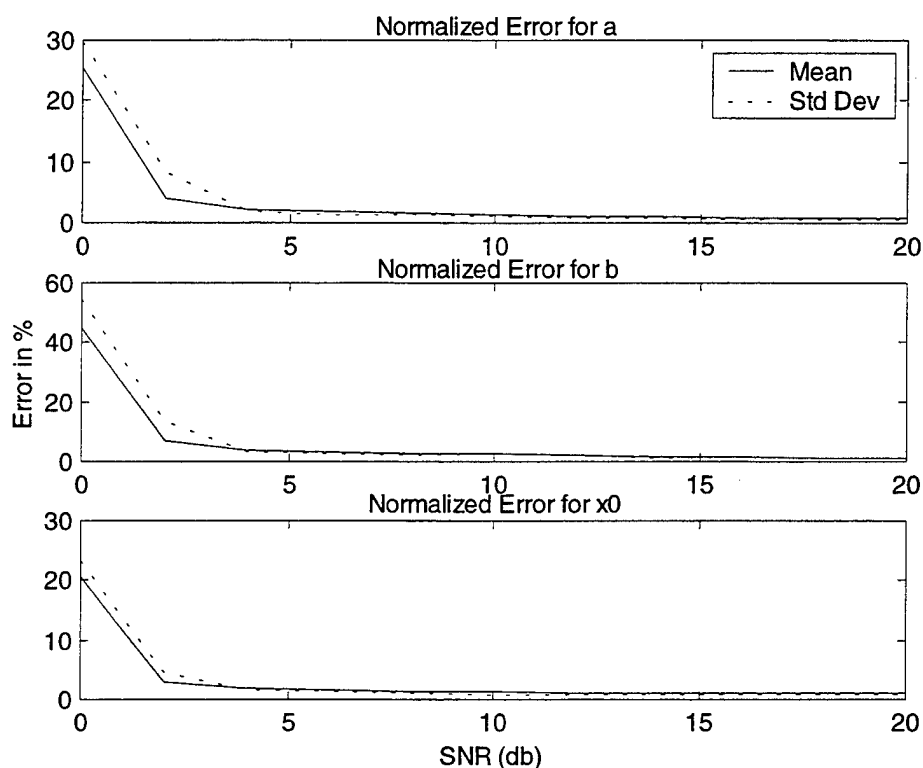 Normalized Error for a
30
20
10
0
0 5 10 15 20
Mean
Std Dev
Normalized Error for b
60
40
20
0
0 5 10 15 20
Error in %
Normalized Error for x0
30
20
10
0
0 5 10 15 20
SNR (db)